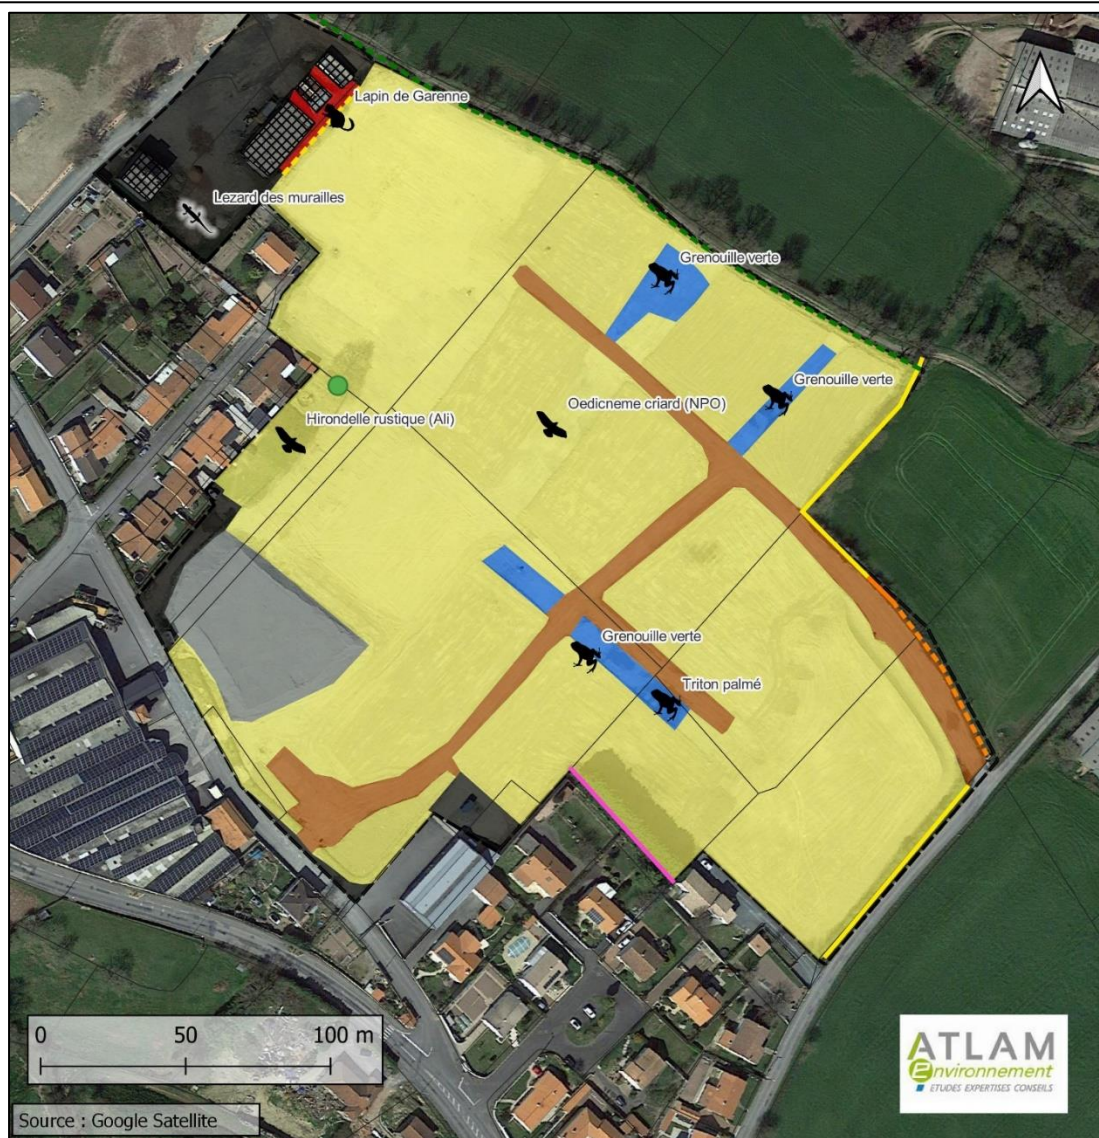 Lapin de Garenne
Lezard des murailles
Grenouille verte
Grenouille verte
Oedicneme criard (NPO)
Hirondelle rustique (Ali)
Grenouille verte
Triton palmé
0 50 100 m
Source : Google Satellite
ATLAM
environnement
ETUDES EXPERTISES CONSEILS